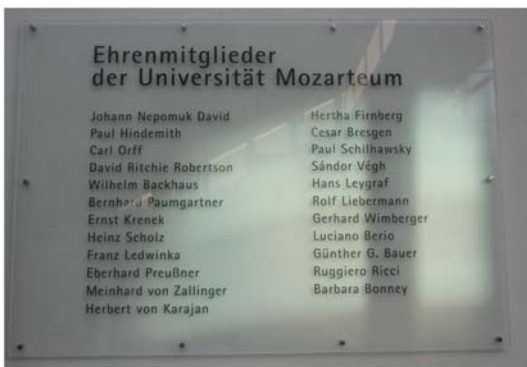 Ehrenmitglieder
der Universität Mozarteum
Johann Nepomuk David
Paul Hindemith
Carl Orff
David Ritchie Robertson
Wilhelm Backhaus
Bernhard Paumgartner
Ernst Krenek
Heinz Scholz
Franz Ledwinka
Eberhard Preußner
Meinhard von Zallinger
Herbert von Karajan
Hertha Firnberg
Cesar Bresgen
Paul Schilhawsky
Sándor Végh
Hans Leygraf
Rolf Liebermann
Gerhard Wimberger
Luciano Berio
Günther G. Bauer
Ruggiero Ricci
Barbara Bonney